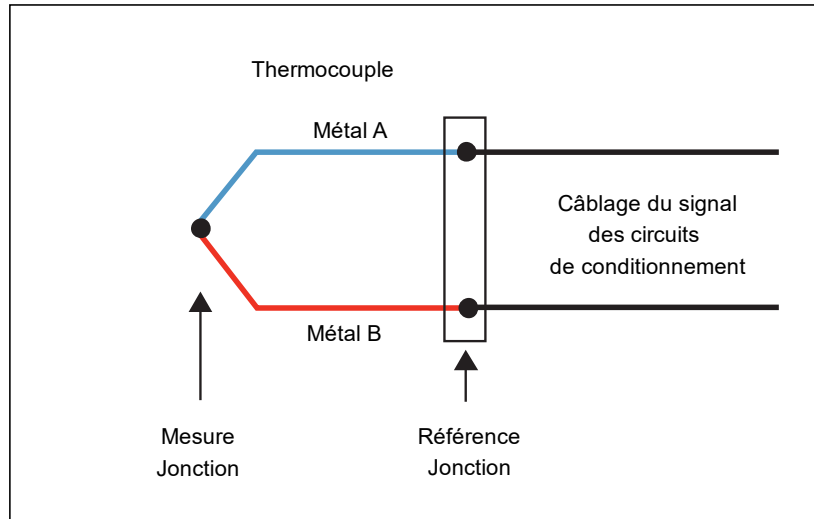 Thermocouple
Métal A
Câblage du signal
des circuits
de conditionnement
Métal B
Mesure
Jonction
Référence
Jonction